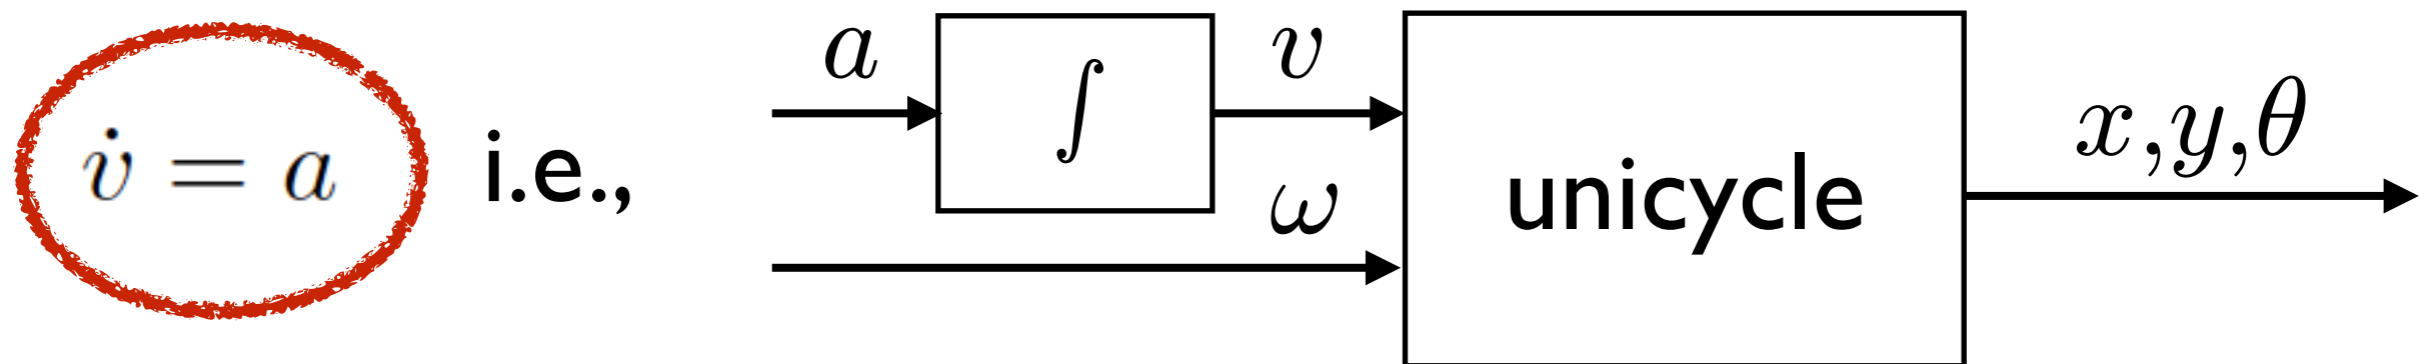 v̇ = a i.e.,
a
∫
v
ω
unicycle
x,y,θ